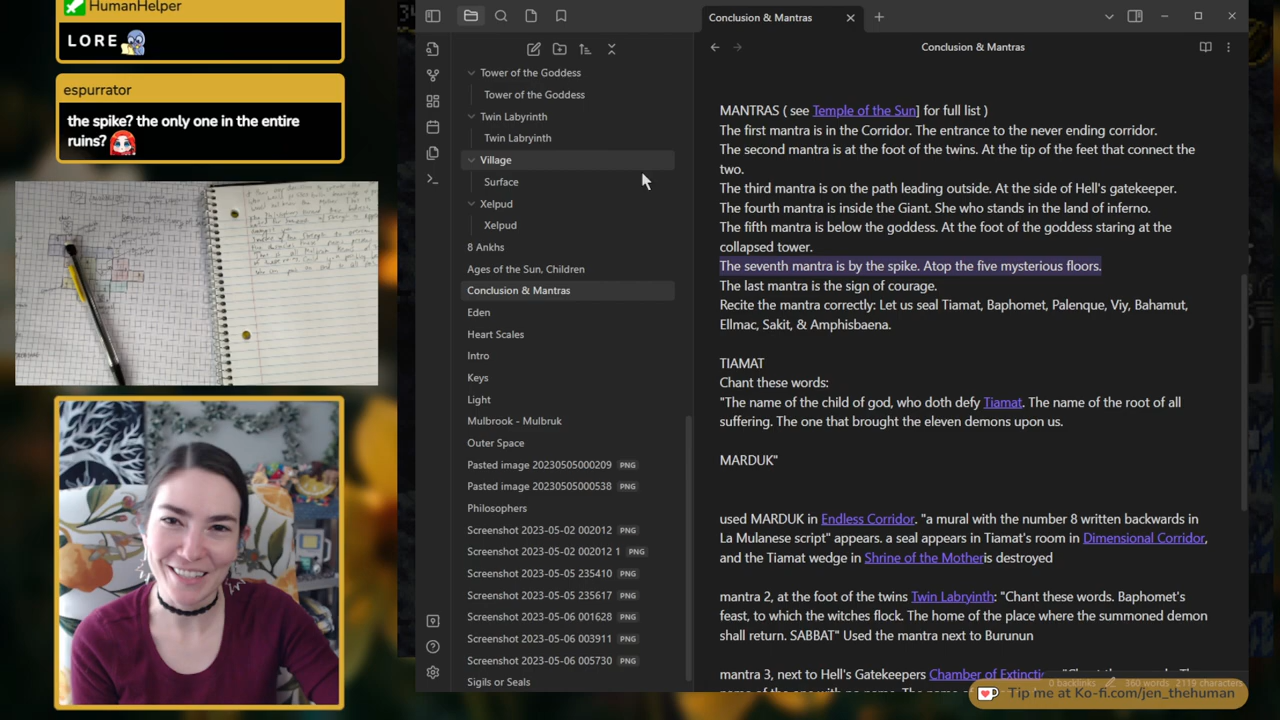 HumanHelper
LORE
espurrator
the spike? the only one in the entire
ruins?
Tower of the Goddess
Tower of the Goddess
Twin Labyrinth
Twin Labryinth
Village
Surface
Xelpud
Xelpud
8 Ankhs
Ages of the Sun, Children
Conclusion & Mantras
Eden
Heart Scales
Intro
Keys
Light
Mulbrook - Mulbruk
Outer Space
Pasted image 20230505000209 PNG
Pasted image 20230505000538 PNG
Philosophers
Screenshot 2023-05-02 002012 PNG
Screenshot 2023-05-02 002012 1 PNG
Screenshot 2023-05-05 235410 PNG
Screenshot 2023-05-05 235617 PNG
Screenshot 2023-05-06 001628 PNG
Screenshot 2023-05-06 003911 PNG
Screenshot 2023-05-06 005730 PNG
Sigils or Seals
Conclusion & Mantras
Conclusion & Mantras
MANTRAS ( see Temple of the Sun] for full list )
The first mantra is in the Corridor. The entrance to the never ending corridor.
The second mantra is at the foot of the twins. At the tip of the feet that connect the
two.
The third mantra is on the path leading outside. At the side of Hell's gatekeeper.
The fourth mantra is inside the Giant. She who stands in the land of inferno.
The fifth mantra is below the goddess. At the foot of the goddess staring at the
collapsed tower.
The seventh mantra is by the spike. Atop the five mysterious floors.
The last mantra is the sign of courage.
Recite the mantra correctly: Let us seal Tiamat, Baphomet, Palenque, Viy, Bahamut,
Ellmac, Sakit, & Amphisbaena.
TIAMAT
Chant these words:
"The name of the child of god, who doth defy Tiamat. The name of the root of all
suffering. The one that brought the eleven demons upon us.
MARDUK"
used MARDUK in Endless Corridor. "a mural with the number 8 written backwards in
La Mulanese script" appears. a seal appears in Tiamat's room in Dimensional Corridor,
and the Tiamat wedge in Shrine of the Motheris destroyed
mantra 2, at the foot of the twins Twin Labryinth: "Chant these words. Baphomet's
feast, to which the witches flock. The home of the place where the summoned demon
shall return. SABBAT" Used the mantra next to Burunun
mantra 3, next to Hell's Gatekeepers Chamber of Extincti
0 backlinks 360 words 2119 characters
Tip me at Ko-fi.com/jen_thehuman